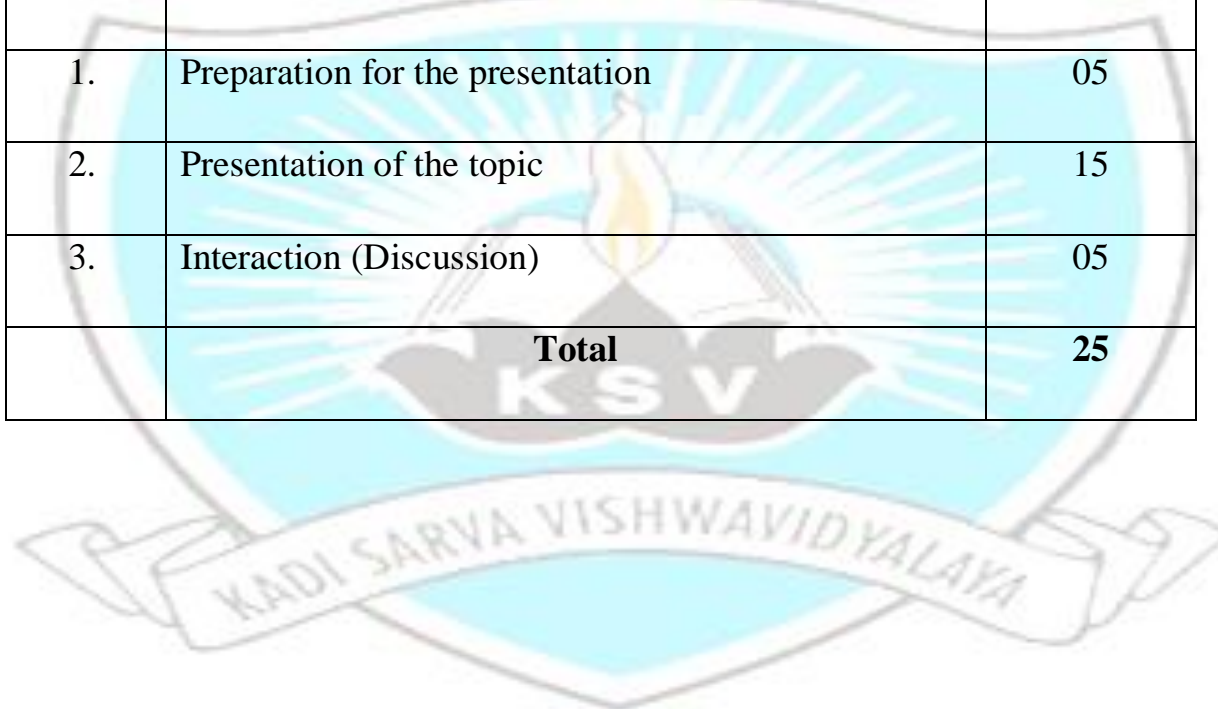 1. Preparation for the presentation 05
2. Presentation of the topic 15
3. Interaction (Discussion) 05
Total 25
KSV
KADI SARVA VISHWAVIDYALAYA